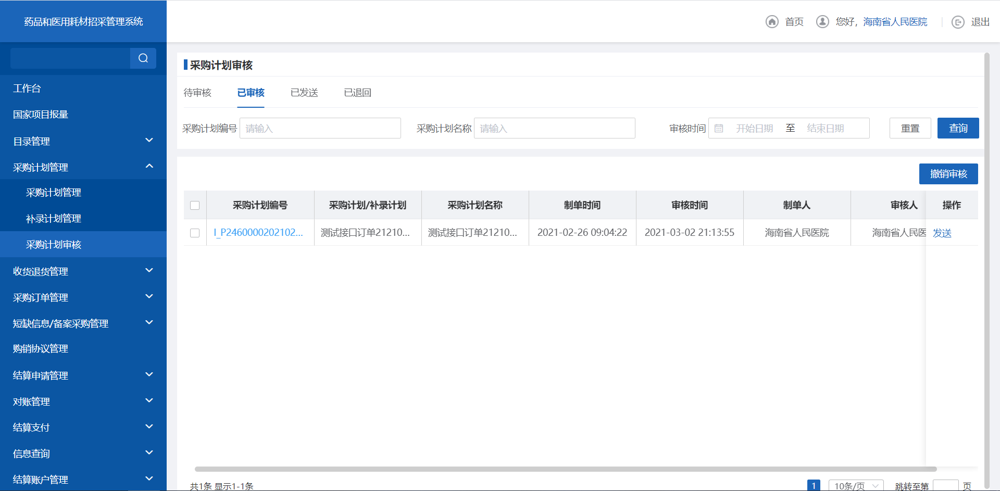 药品和医用耗材招采管理系统
首页
您好，海南省人民医院
退出
工作台
国家项目报量
目录管理
采购计划管理
采购计划管理
补录计划管理
采购计划审核
收货退货管理
采购订单管理
短缺信息/备案采购管理
购销协议管理
结算申请管理
对账管理
结算支付
信息查询
结算账户管理
采购计划审核
待审核 已审核 已发送 已退回
采购计划编号 请输入 采购计划名称 请输入 审核时间 开始日期 至 结束日期 重置 查询
撤销审核
采购计划编号 采购计划/补录计划 采购计划名称 制单时间 审核时间 制单人 审核人 操作
I_P2460000202102... 测试接口订单21210... 测试接口订单21210... 2021-02-26 09:04:22 2021-03-02 21:13:55 海南省人民医院 海南省人民医 发送
共1条 显示1-1条 1 10条/页 跳转至第 页